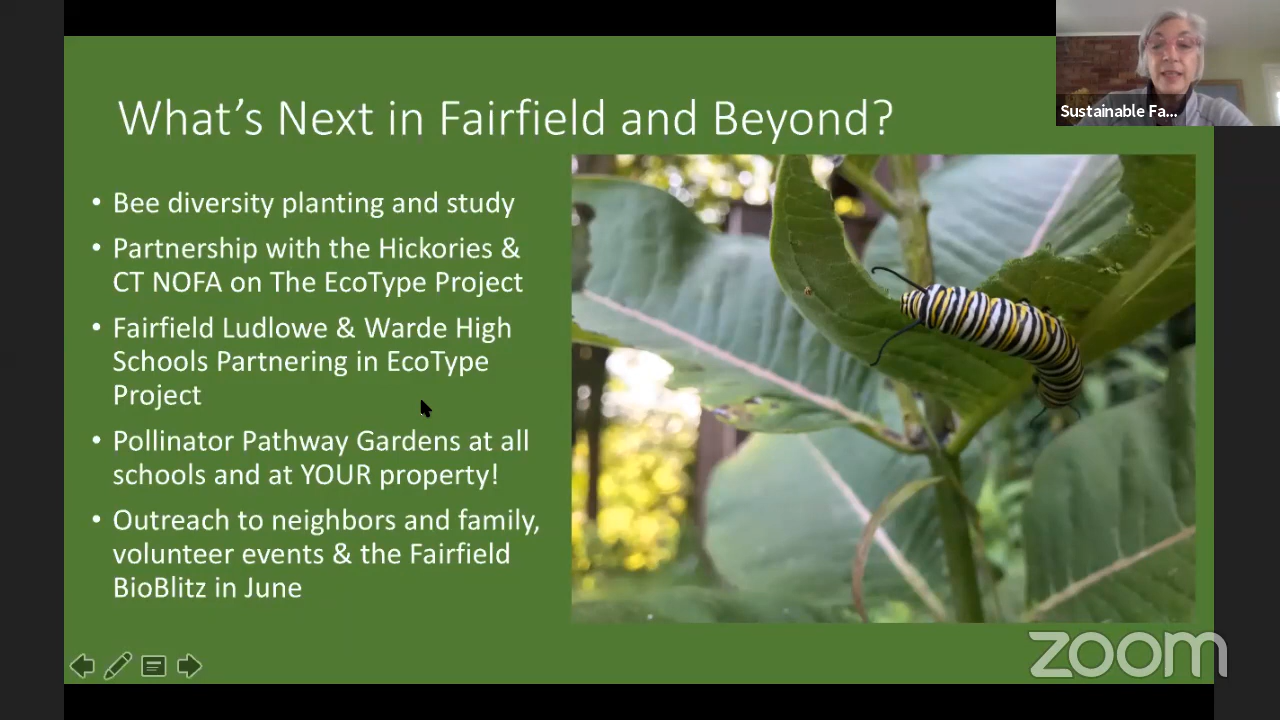 Sustainable Fa...
What's Next in Fairfield and Beyond?
• Bee diversity planting and study
• Partnership with the Hickories &
CT NOFA on The EcoType Project
• Fairfield Ludlowe & Warde High
Schools Partnering in EcoType
Project
• Pollinator Pathway Gardens at all
schools and at YOUR property!
• Outreach to neighbors and family,
volunteer events & the Fairfield
BioBlitz in June
zoom